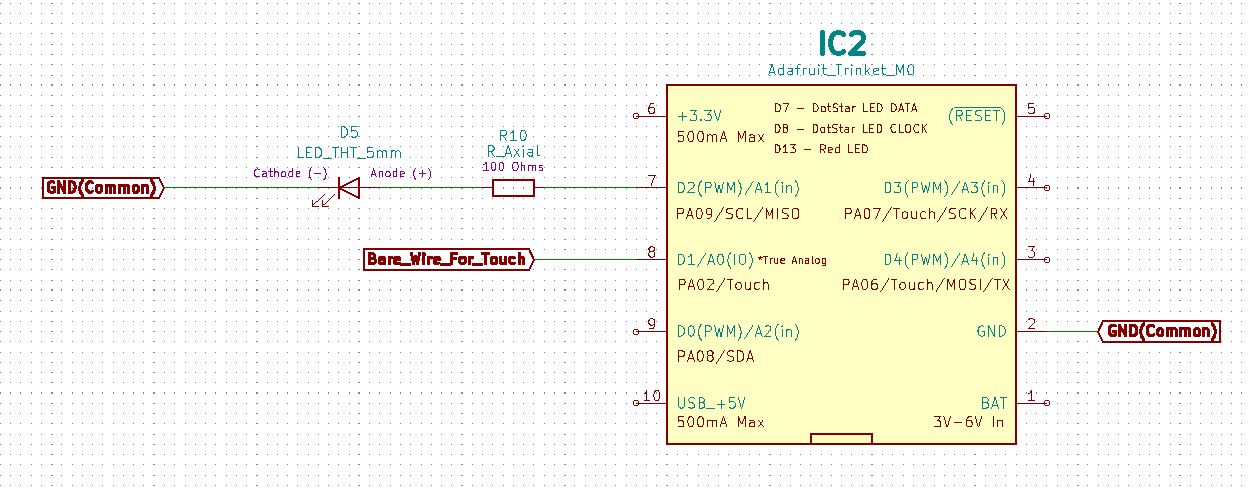 IC2
Adafruit_Trinket_M0
6
+3.3V
500mA Max
D7 – DotStar LED DATA
D8 – DotStar LED CLOCK
D13 – Red LED
(RESET)
5
D5
LED_THT_5mm
Cathode (-)
Anode (+)
R10
R_Axial
100 Ohms
GND(Common)
7
D2(PWM)/A1(in)
PA09/SCL/MISO
D3(PWM)/A3(in)
PA07/Touch/SCK/RX
4
Bare_Wire_For_Touch
8
D1/A0(IO) *True Analog
PA02/Touch
D4(PWM)/A4(in)
PA06/Touch/MOSI/TX
3
9
D0(PWM)/A2(in)
PA08/SDA
GND
2
GND(Common)
10
USB_+5V
500mA Max
BAT
3V-6V In
1